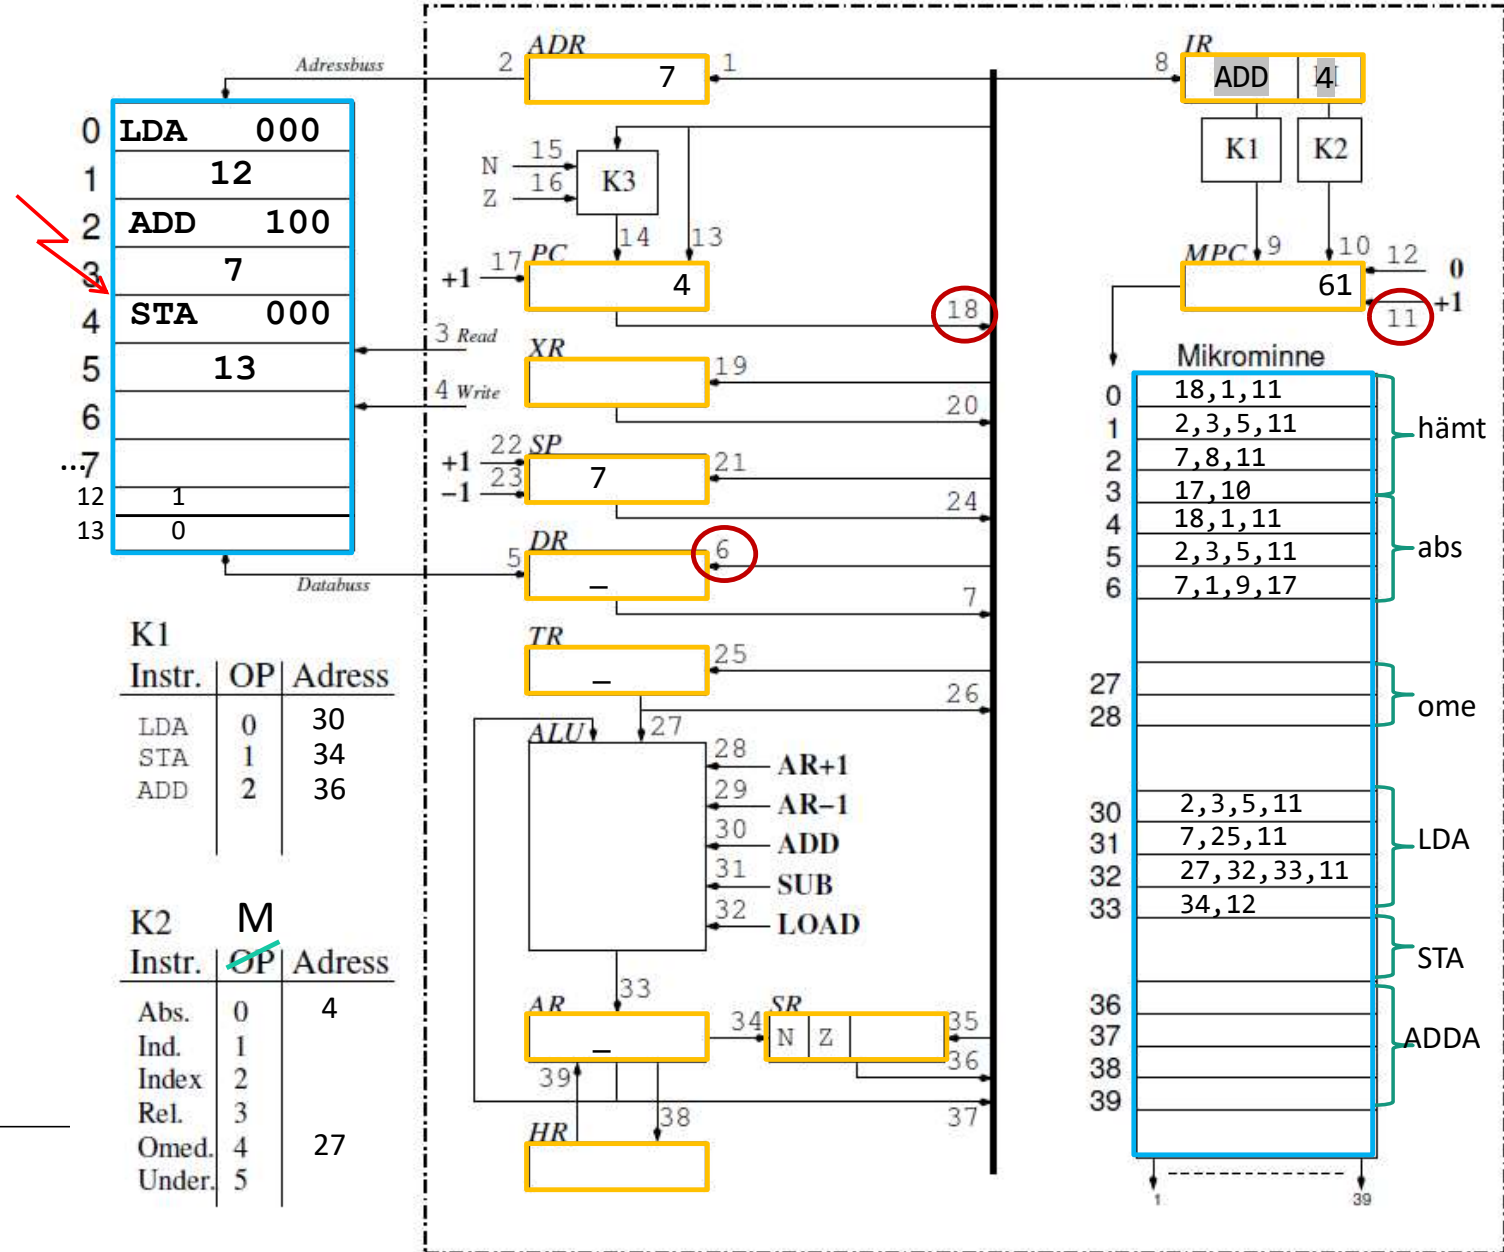 ADR
2
7
1
Adressbuss
8
IR
ADD
4
K1
K2
0
LDA 000
1
12
2
ADD 100
3
7
4
STA 000
5
13
6
...7
12 1
13 0
N 15
Z 16
K3
14
13
+1 17 PC
4
18
3 Read
4 Write
XR
19
20
+1 22 SP
-1 23
7
21
24
DR
5
6
–
7
Databuss
TR
25
–
26
27
ALU
28 AR+1
29 AR–1
30 ADD
31 SUB
32 LOAD
33
AR
–
34
SR
N Z
35
36
39
38
37
HR
9
10
MPC
61
12 0
11 +1
Mikrominne
0 18,1,11
1 2,3,5,11
2 7,8,11
3 17,10
hämt
4 18,1,11
5 2,3,5,11
6 7,1,9,17
abs
27
28
ome
30 2,3,5,11
31 7,25,11
32 27,32,33,11
33 34,12
LDA
STA
36
37
38
39
ADDA
1
39
K1
Instr. OP Adress
LDA 0 30
STA 1 34
ADD 2 36
K2
M
Instr. OP Adress
Abs. 0 4
Ind. 1
Index 2
Rel. 3
Omed. 4 27
Under. 5